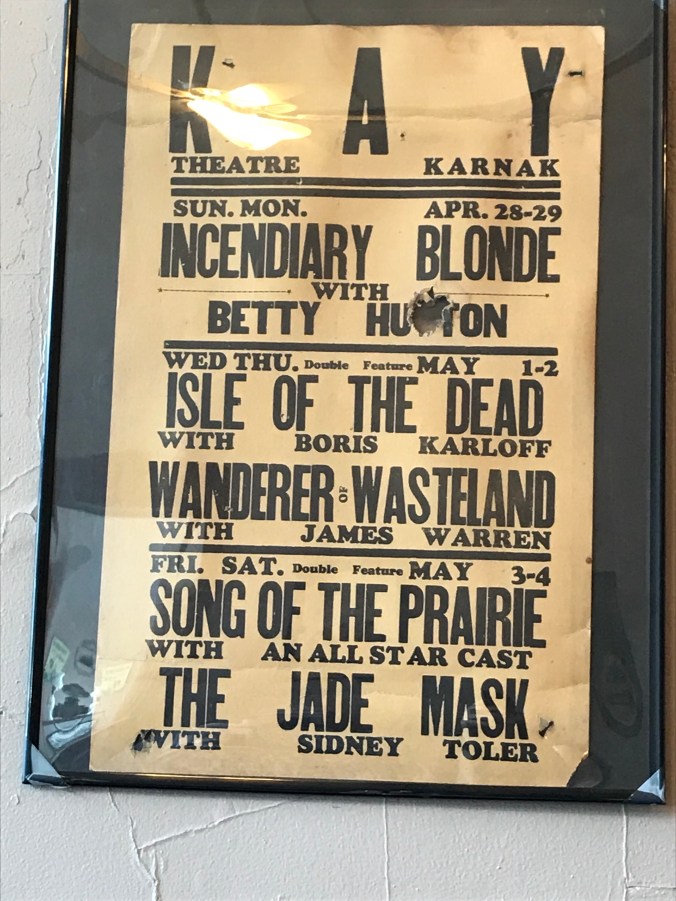 KAY
THEATRE KARNAK
SUN. MON. APR. 28-29
INCENDIARY BLONDE
WITH
BETTY HUTTON
WED THU. Double Feature MAY 1-2
ISLE OF THE DEAD
WITH BORIS KARLOFF
WANDERER OF WASTELAND
WITH JAMES WARREN
FRI. SAT. Double Feature MAY 3-4
SONG OF THE PRAIRIE
WITH AN ALL STAR CAST
THE JADE MASK
WITH SIDNEY TOLER